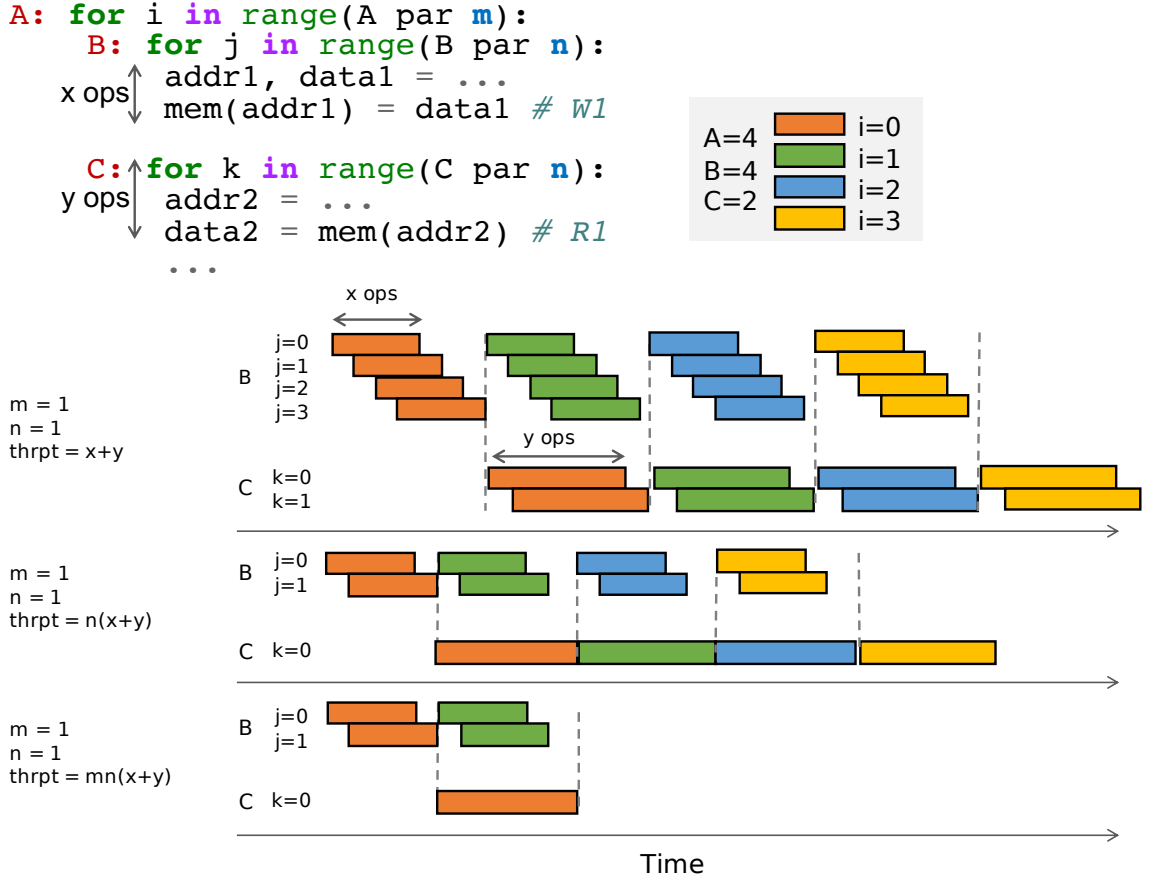 A: for i in range(A par m):
B: for j in range(B par n):
x ops
addr1, data1 = ...
mem(addr1) = data1 # W1
C: for k in range(C par n):
y ops
addr2 = ...
data2 = mem(addr2) # R1
...
A=4
B=4
C=2
i=0
i=1
i=2
i=3
x ops
m = 1
n = 1
thrpt = x+y
B
j=0
j=1
j=2
j=3
y ops
C
k=0
k=1
m = 1
n = 1
thrpt = n(x+y)
B
j=0
j=1
C k=0
m = 1
n = 1
thrpt = mn(x+y)
B
j=0
j=1
C k=0
Time